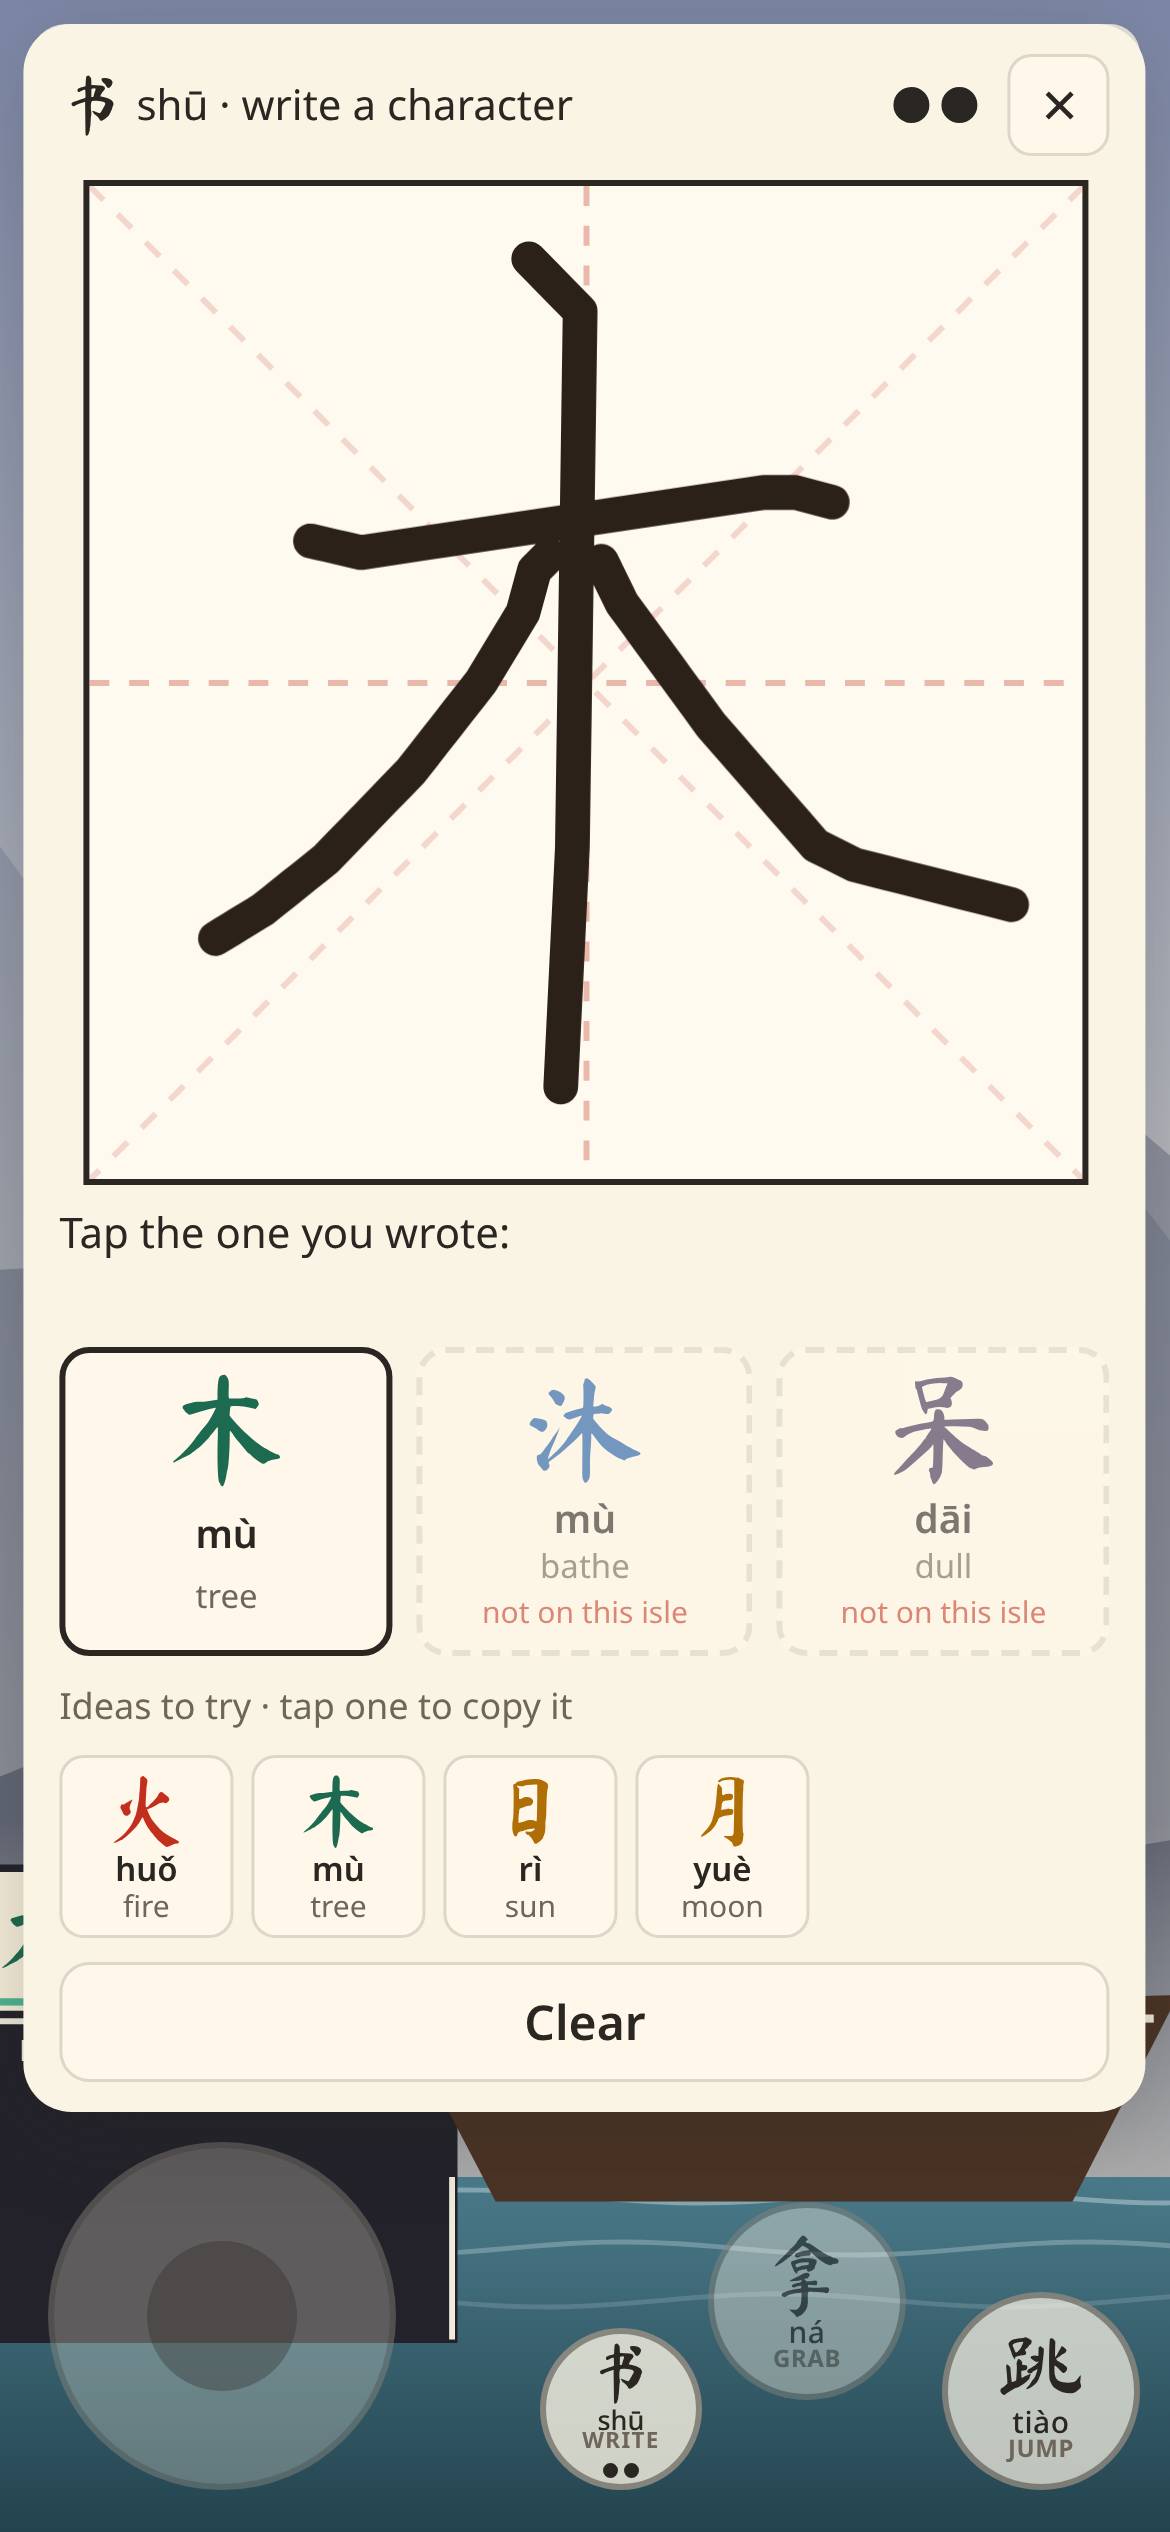 书 shū · write a character
木
Tap the one you wrote:
木 沐 呆
mù mù dāi
tree bathe dull
not on this isle not on this isle
Ideas to try · tap one to copy it
火 木 日 月
huǒ mù rì yuè
fire tree sun moon
Clear
拿
ná
GRAB
书
shū
WRITE
跳
tiào
JUMP